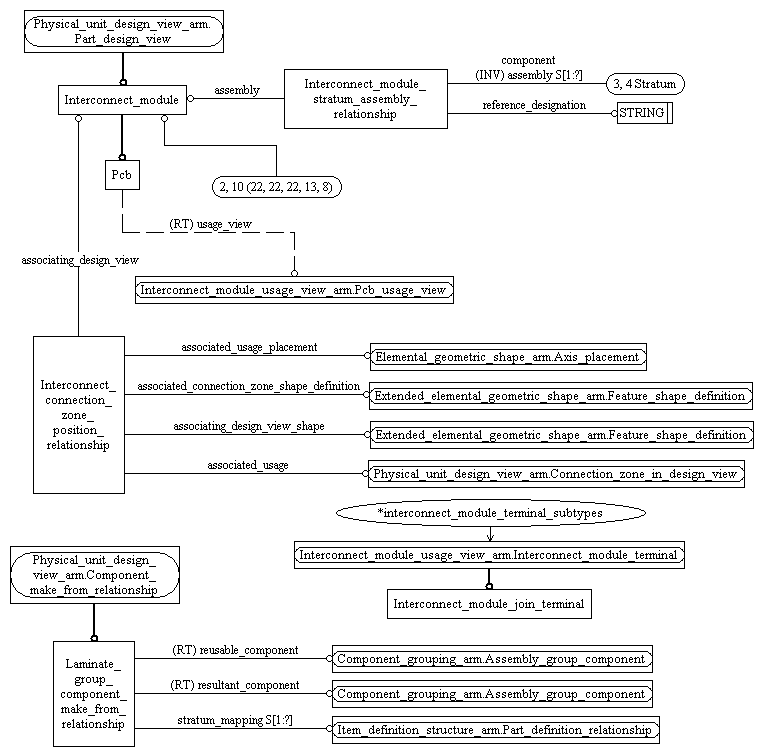 Physical_unit_design_view_arm.
Part_design_view
Interconnect_module
assembly
Interconnect_module_
stratum_assembly_
relationship
component
(INV) assembly S[1:?]
3, 4 Stratum
reference_designation
STRING
Pcb
2, 10 (22, 22, 22, 13, 8)
(RT) usage_view
associating_design_view
Interconnect_module_usage_view_arm.Pcb_usage_view
Interconnect_
connection_
zone_
position_
relationship
associated_usage_placement
Elemental_geometric_shape_arm.Axis_placement
associated_connection_zone_shape_definition
Extended_elemental_geometric_shape_arm.Feature_shape_definition
associating_design_view_shape
Extended_elemental_geometric_shape_arm.Feature_shape_definition
associated_usage
Physical_unit_design_view_arm.Connection_zone_in_design_view
*interconnect_module_terminal_subtypes
Interconnect_module_usage_view_arm.Interconnect_module_terminal
Interconnect_module_join_terminal
Physical_unit_design_
view_arm.Component_
make_from_relationship
Laminate_
group_
component_
make_from_
relationship
(RT) reusable_component
Component_grouping_arm.Assembly_group_component
(RT) resultant_component
Component_grouping_arm.Assembly_group_component
stratum_mapping S[1:?]
Item_definition_structure_arm.Part_definition_relationship